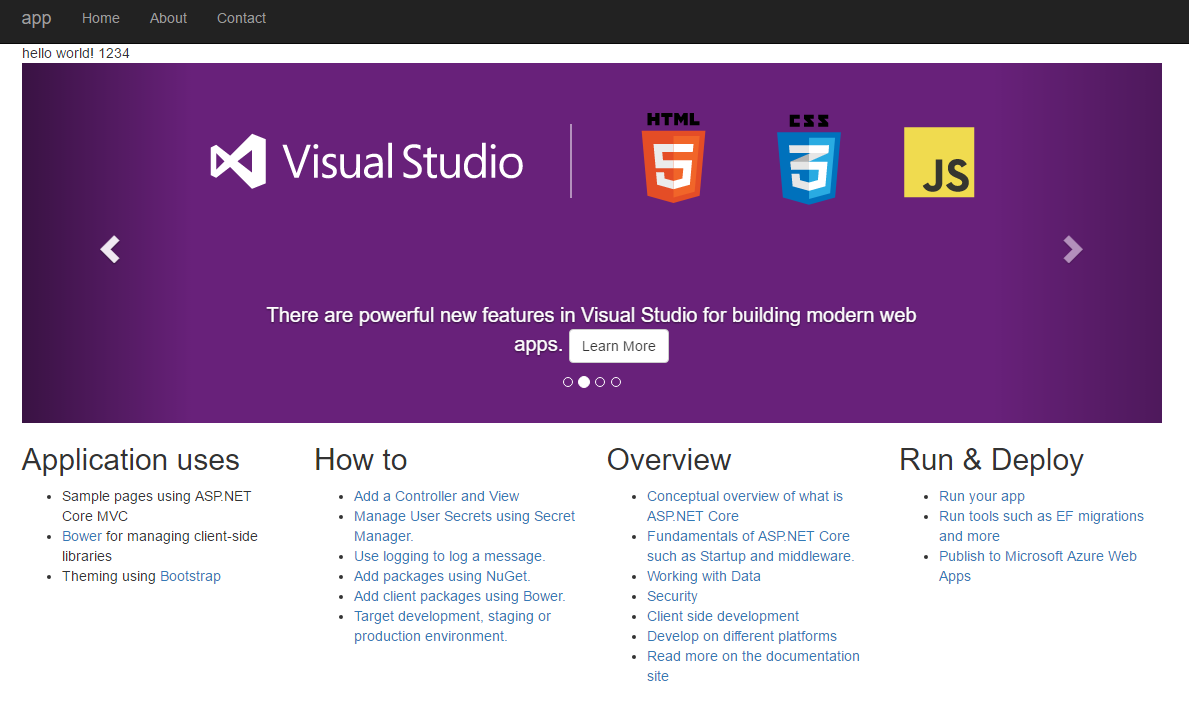 app Home About Contact
hello world! 1234
HTML CSS
Visual Studio 5 3 JS
There are powerful new features in Visual Studio for building modern web
apps. Learn More
Application uses
• Sample pages using ASP.NET
Core MVC
• Bower for managing client-side
libraries
• Theming using Bootstrap
How to
• Add a Controller and View
• Manage User Secrets using Secret
Manager.
• Use logging to log a message.
• Add packages using NuGet.
• Add client packages using Bower.
• Target development, staging or
production environment.
Overview
• Conceptual overview of what is
ASP.NET Core
• Fundamentals of ASP.NET Core
such as Startup and middleware.
• Working with Data
• Security
• Client side development
• Develop on different platforms
• Read more on the documentation
site
Run & Deploy
• Run your app
• Run tools such as EF migrations
and more
• Publish to Microsoft Azure Web
Apps